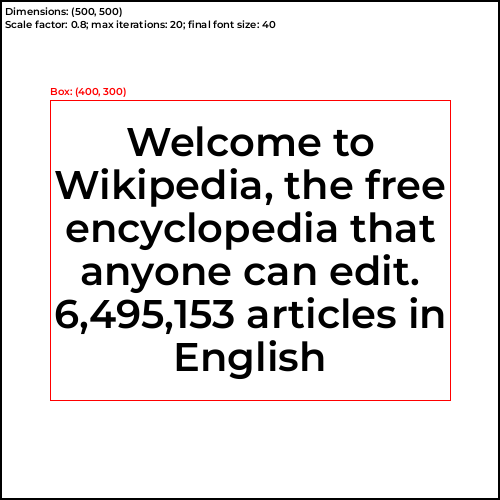 Dimensions: (500, 500)
Scale factor: 0.8; max iterations: 20; final font size: 40
Box: (400, 300)
Welcome to
Wikipedia, the free
encyclopedia that
anyone can edit.
6,495,153 articles in
English